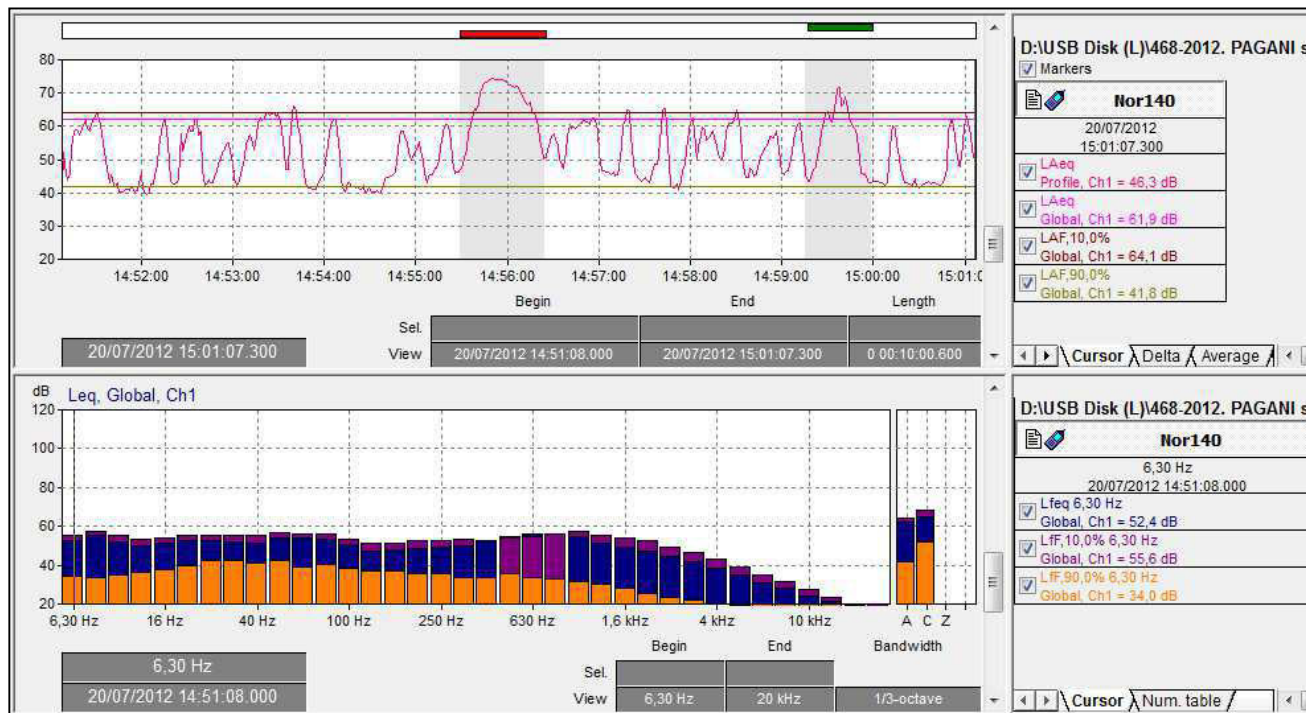 80
70
60
50
40
30
20
14:52:00 14:53:00 14:54:00 14:55:00 14:56:00 14:57:00 14:58:00 14:59:00 15:00:00 15:01:0
Begin End Length
Sel.
20/07/2012 15:01:07.300
View 20/07/2012 14:51:08.000 20/07/2012 15:01:07.300 0 00:10:00.600
D:\USB Disk (L)\468-2012. PAGANI s
Markers
Nor140
20/07/2012
15:01:07.300
LAeq
Profile, Ch1 = 46,3 dB
LAeq
Global, Ch1 = 61,9 dB
LAF,10,0%
Global, Ch1 = 64,1 dB
LAF,90,0%
Global, Ch1 = 41,8 dB
Cursor Delta Average
dB Leq, Global, Ch1
120
100
80
60
40
20
6,30 Hz 16 Hz 40 Hz 100 Hz 250 Hz 630 Hz 1,6 kHz 4 kHz 10 kHz A C Z
Begin End Bandwidth
6,30 Hz
Sel.
20/07/2012 14:51:08.000
View 6,30 Hz 20 kHz 1/3-octave
D:\USB Disk (L)\468-2012. PAGANI s
Nor140
6,30 Hz
20/07/2012 14:51:08.000
Lfeq 6,30 Hz
Global, Ch1 = 52,4 dB
LfF,10,0% 6,30 Hz
Global, Ch1 = 55,6 dB
LfF,90,0% 6,30 Hz
Global, Ch1 = 34,0 dB
Cursor Num. table